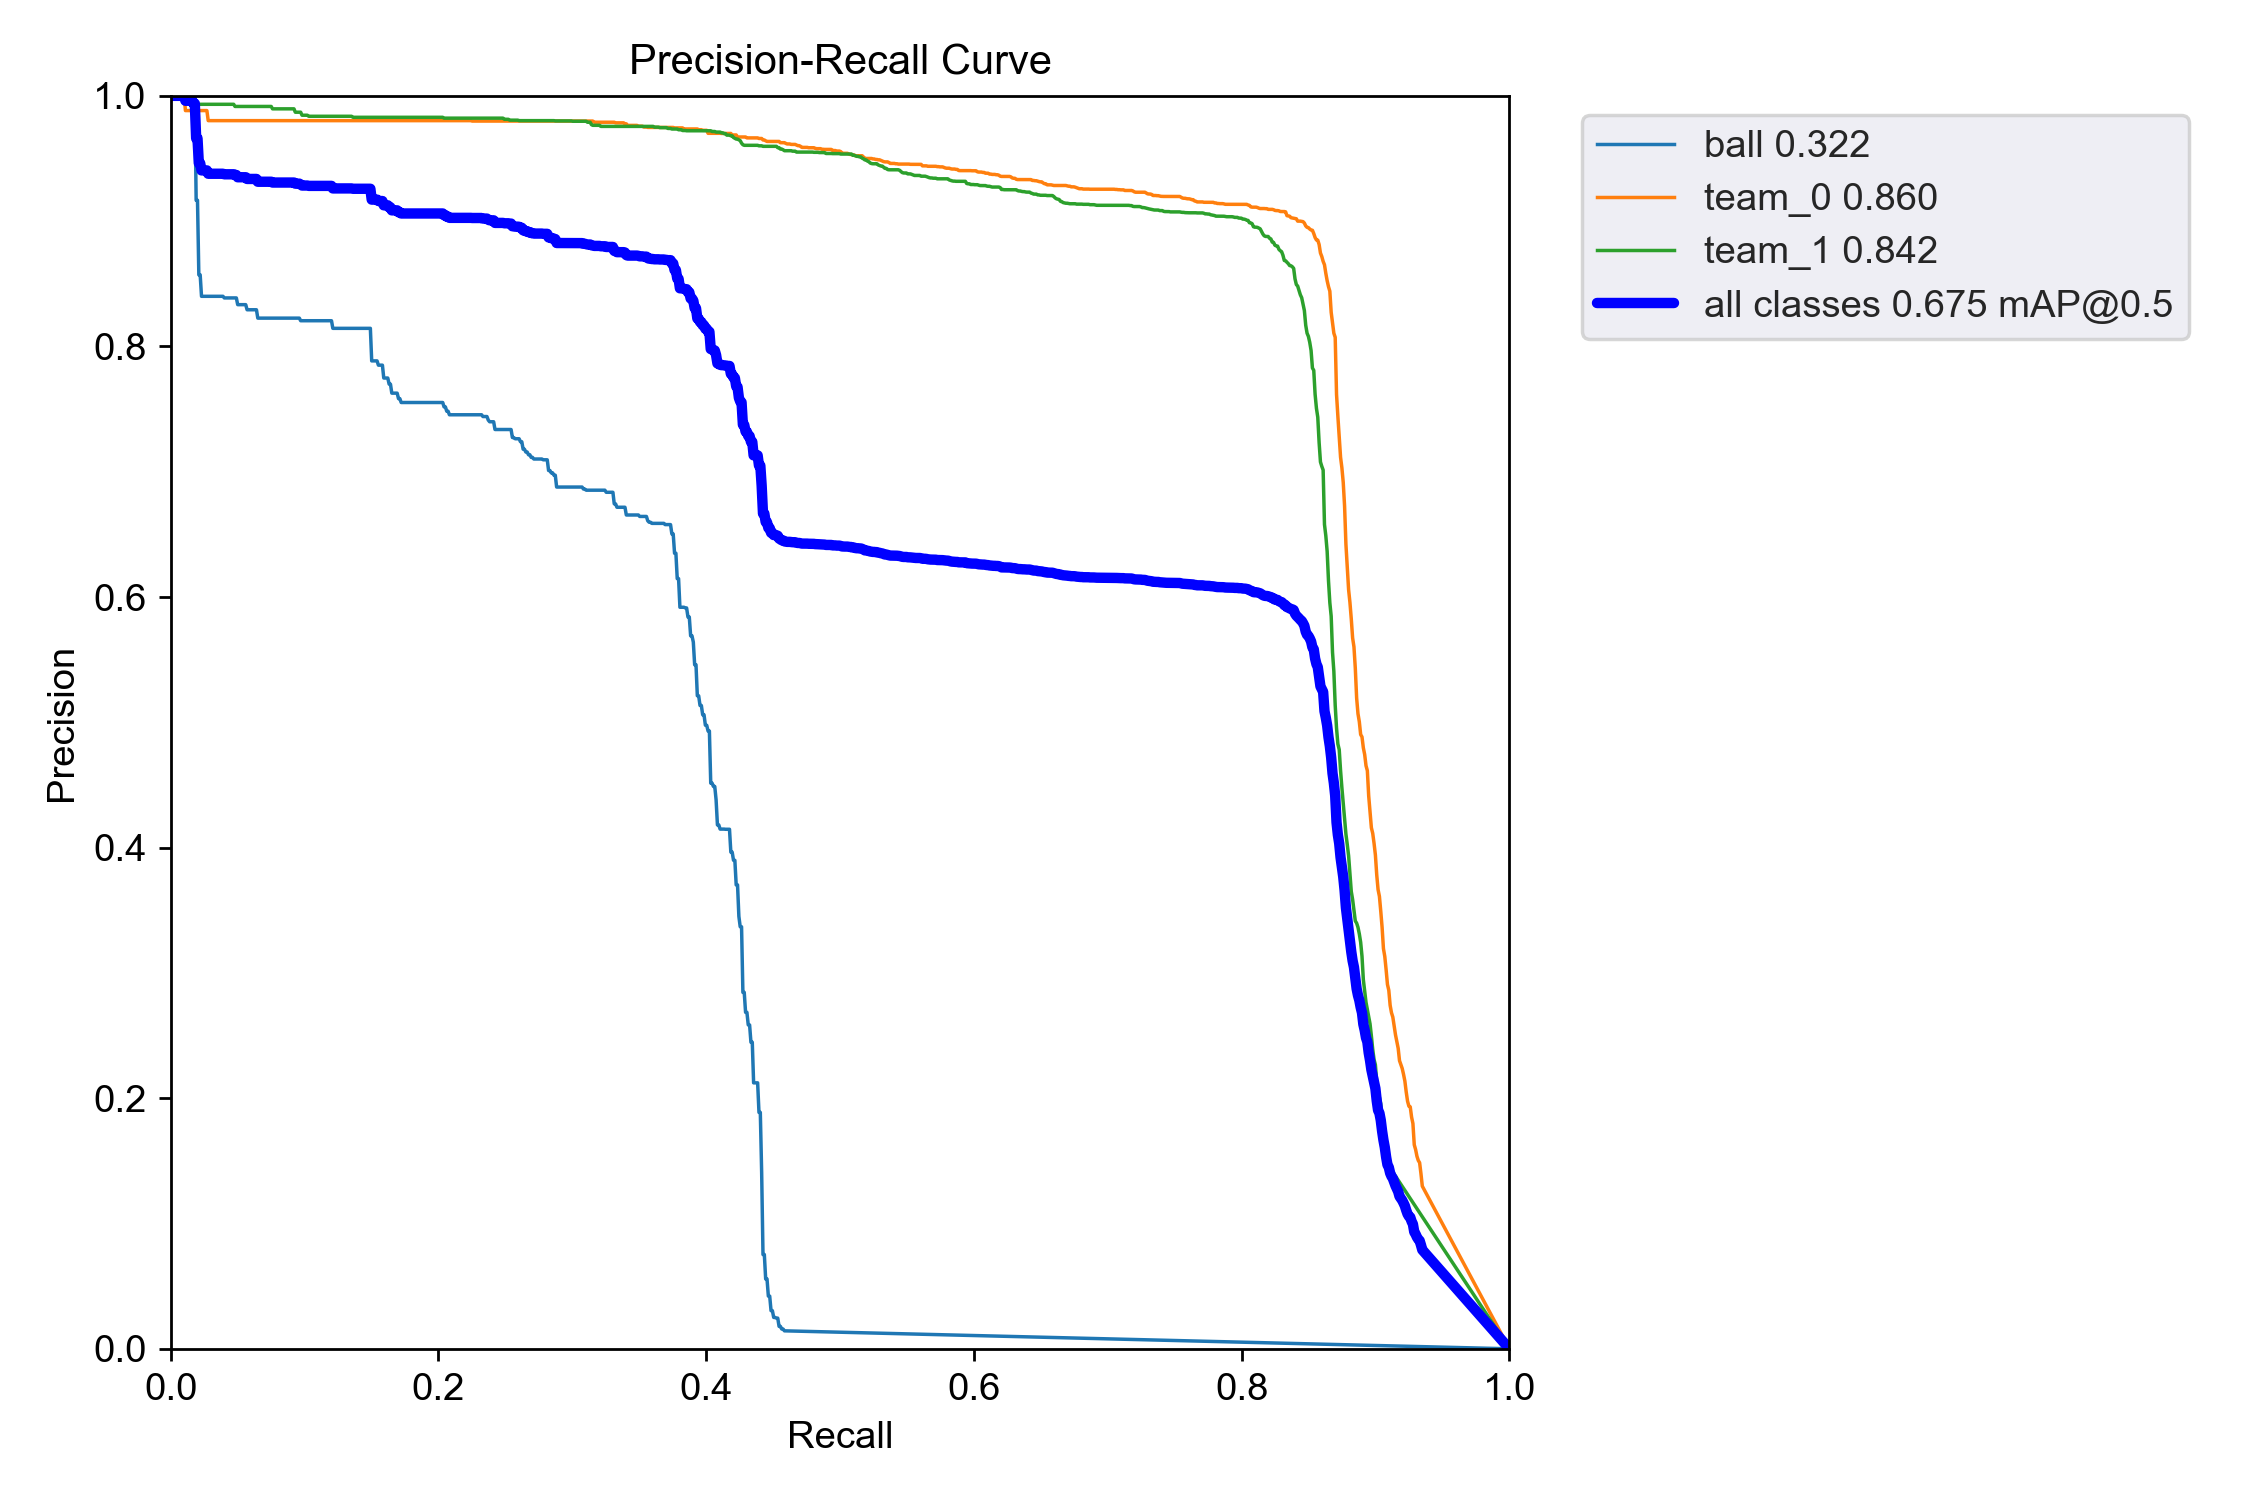 Precision-Recall Curve
1.0
0.8
0.6
0.4
0.2
0.0
Precision
0.0 0.2 0.4 0.6 0.8 1.0
Recall
ball 0.322
team_0 0.860
team_1 0.842
all classes 0.675 mAP@0.5